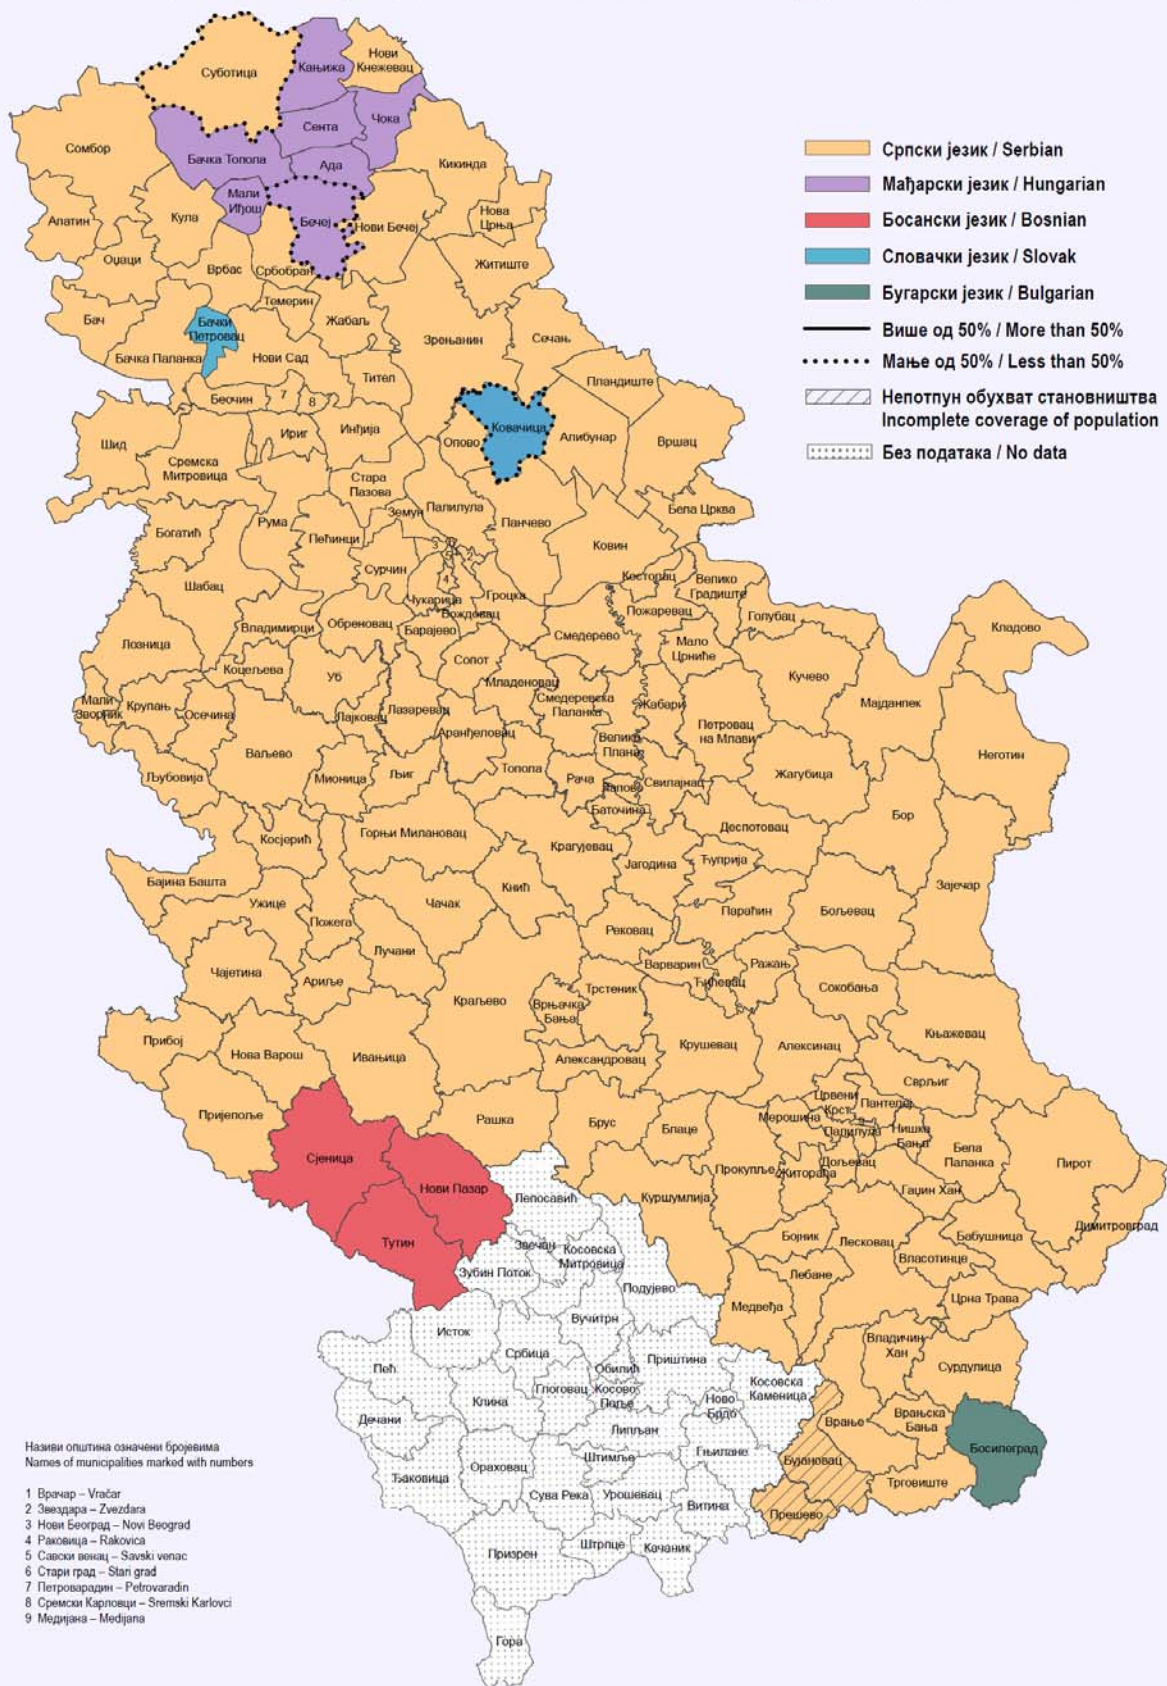 Српски језик / Serbian
Мађарски језик / Hungarian
Босански језик / Bosnian
Словачки језик / Slovak
Бугарски језик / Bulgarian
Више од 50% / More than 50%
Мање од 50% / Less than 50%
Непотпун обухват становништва
Incomplete coverage of population
Без података / No data
Суботица
Кањижа
Нови
Кнежевац
Сента
Чока
Сомбор
Бачка Топола
Ада
Кикинда
Мали
Иђош
Бечеј
Нови Бечеј
Нова
Црња
Апатин
Кула
Оџаци
Врбас
Србобран
Житиште
Темерин
Бач
Бачки
Петровац
Жабаљ
Зрењанин
Сечањ
Бачка Паланка
Нови Сад
Тител
Пландиште
Беочин
7
8
Шид
Ириг
Инђија
Опово
Ковачица
Алибунар
Вршац
Сремска
Митровица
Стара
Пазова
Бела Црква
Богатић
Рума
Пећинци
Земун
Палилула
Панчево
Ковин
Сурчин
3
6
5
2
4
Шабац
Чукарица
Вождовац
Гроцка
Костолац
Велико
Градиште
Пожаревац
Голубац
Кладово
Лозница
Владимирци
Обреновац
Барајево
Смедерево
Мало
Црниће
Коцељева
Уб
Сопот
Младеновац
Кучево
Мајданпек
Мали
Зворник
Крупањ
Осечина
Лајковац
Лазаревац
Смедеревска
Паланка
Жабари
Петровац
на Млави
Аранђеловац
Велика
Плана
Ваљево
Неготин
Љубовија
Мионица
Љиг
Топола
Рача
Лапово
Свилајнац
Жагубица
Баточина
Бор
Косјерић
Горњи Милановац
Крагујевац
Деспотовац
Јагодина
Ћуприја
Бајина Башта
Кнић
Зајечар
Ужице
Пожега
Чачак
Параћин
Бољевац
Рековац
Чајетина
Лучани
Ариље
Варварин
Ражањ
Ћићевац
Сокобања
Краљево
Врњачка
Бања
Трстеник
Прибој
Нова Варош
Ивањица
Александровац
Крушевац
Алексинац
Књажевац
Сврљиг
Пријепоље
Рашка
Брус
Блаце
Мерошина
Црвени
Крст
Пантелеј
9
Палилула
Нишка
Бања
Бела
Паланка
Пирот
Сјеница
Нови Пазар
Лепосавић
Куршумлија
Прокупље
Житорађа
Дољевац
Гаџин Хан
Тутин
Звечан
Косовска
Митровица
Зубин Поток
Бојник
Лесковац
Власотинце
Бабушница
Димитровград
Подујево
Лебане
Црна Трава
Медвеђа
Исток
Вучитрн
Владичин
Хан
Сурдулица
Пећ
Србица
Обилић
Приштина
Косовска
Каменица
Клина
Глоговац
Косово
Поље
Ново
Брдо
Дечани
Липљан
Врање
Врањска
Бања
Босилеград
Ђаковица
Ораховац
Штимље
Гњилане
Бујановац
Сува Река
Урошевац
Витина
Трговиште
Прешево
Призрен
Штрпце
Качаник
Гора
Називи општина означени бројевима
Names of municipalities marked with numbers
1 Врачар – Vračar
2 Звездара – Zvezdara
3 Нови Београд – Novi Beograd
4 Раковица – Rakovica
5 Савски венац – Savski venac
6 Стари град – Stari grad
7 Петроварадин – Petrovaradin
8 Сремски Карловци – Sremski Karlovci
9 Медијана – Medijana